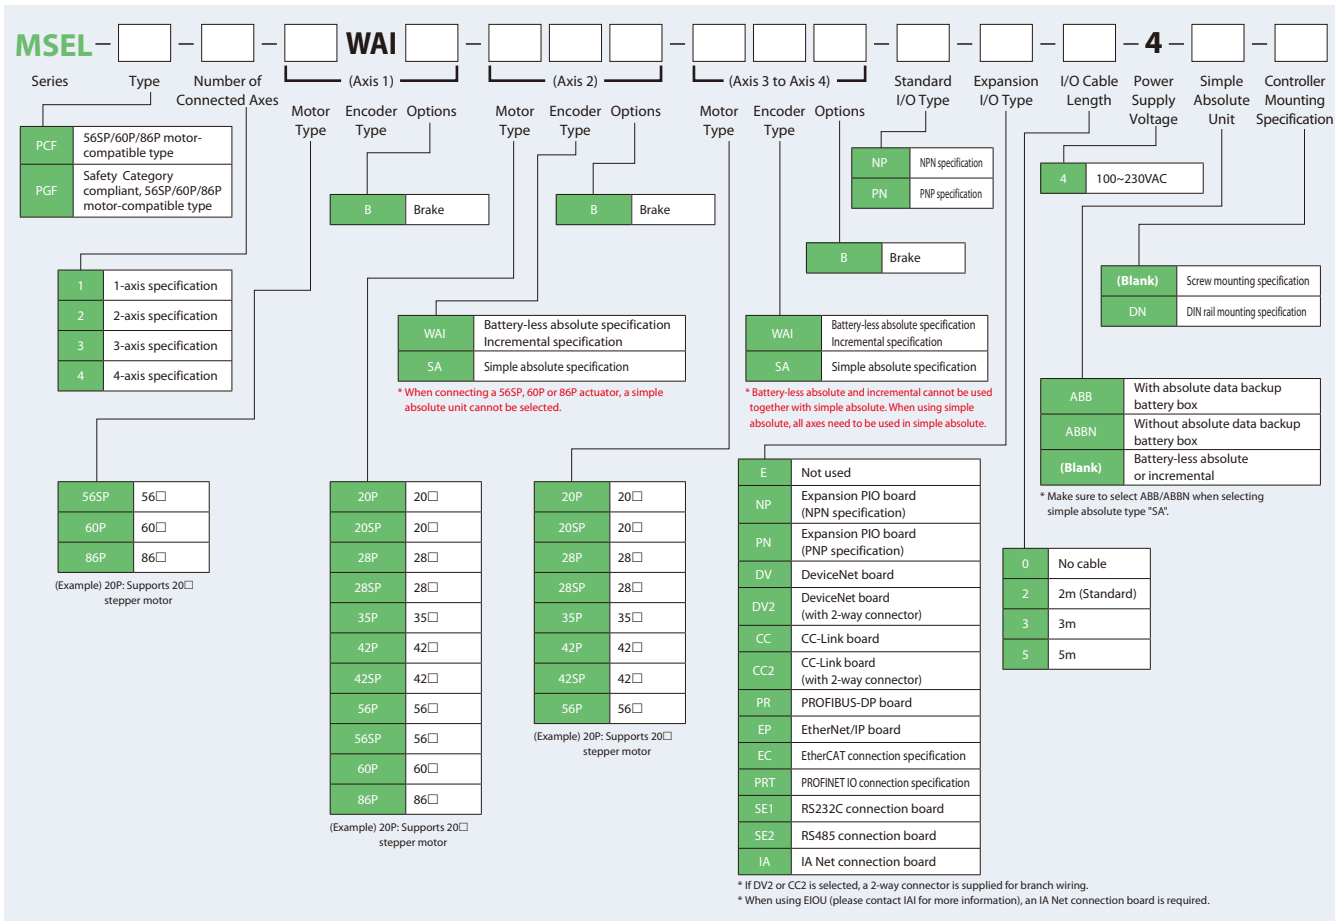 MSEL – □ – □ – □ WAI □ – □ □ □ – □ □ □ – □ – □ – □ – 4 – □ – □
Series
Type
Number of
Connected Axes
(Axis 1)
(Axis 2)
(Axis 3 to Axis 4)
Standard
I/O Type
Expansion
I/O Type
I/O Cable
Length
Power
Supply
Voltage
Simple
Absolute
Unit
Controller
Mounting
Specification
Motor
Type
Encoder
Type
Options
Motor
Type
Encoder
Type
Options
Motor
Type
Encoder
Type
Options
PCF 56SP/60P/86P motor-
compatible type
PGF Safety Category
compliant, 56SP/60P/86P
motor-compatible type
1 1-axis specification
2 2-axis specification
3 3-axis specification
4 4-axis specification
56SP 56□
60P 60□
86P 86□
(Example) 20P: Supports 20□
stepper motor
B Brake
20P 20□
20SP 20□
28P 28□
28SP 28□
35P 35□
42P 42□
42SP 42□
56P 56□
56SP 56□
60P 60□
86P 86□
(Example) 20P: Supports 20□
stepper motor
B Brake
WAI Battery-less absolute specification
Incremental specification
SA Simple absolute specification
* When connecting a 56SP, 60P or 86P actuator, a simple
absolute unit cannot be selected.
20P 20□
20SP 20□
28P 28□
28SP 28□
35P 35□
42P 42□
42SP 42□
56P 56□
(Example) 20P: Supports 20□
stepper motor
B Brake
WAI Battery-less absolute specification
Incremental specification
SA Simple absolute specification
* Battery-less absolute and incremental cannot be used
together with simple absolute. When using simple
absolute, all axes need to be used in simple absolute.
NP NPN specification
PN PNP specification
E Not used
NP Expansion PIO board
(NPN specification)
PN Expansion PIO board
(PNP specification)
DV DeviceNet board
DV2 DeviceNet board
(with 2-way connector)
CC CC-Link board
CC2 CC-Link board
(with 2-way connector)
PR PROFIBUS-DP board
EP EtherNet/IP board
EC EtherCAT connection specification
PRT PROFINET IO connection specification
SE1 RS232C connection board
SE2 RS485 connection board
IA IA Net connection board
* If DV2 or CC2 is selected, a 2-way connector is supplied for branch wiring.
* When using EIOU (please contact IAI for more information), an IA Net connection board is required.
0 No cable
2 2m (Standard)
3 3m
5 5m
4 100~230VAC
ABB With absolute data backup
battery box
ABBN Without absolute data backup
battery box
(Blank) Battery-less absolute
or incremental
* Make sure to select ABB/ABBN when selecting
simple absolute type "SA".
(Blank) Screw mounting specification
DN DIN rail mounting specification